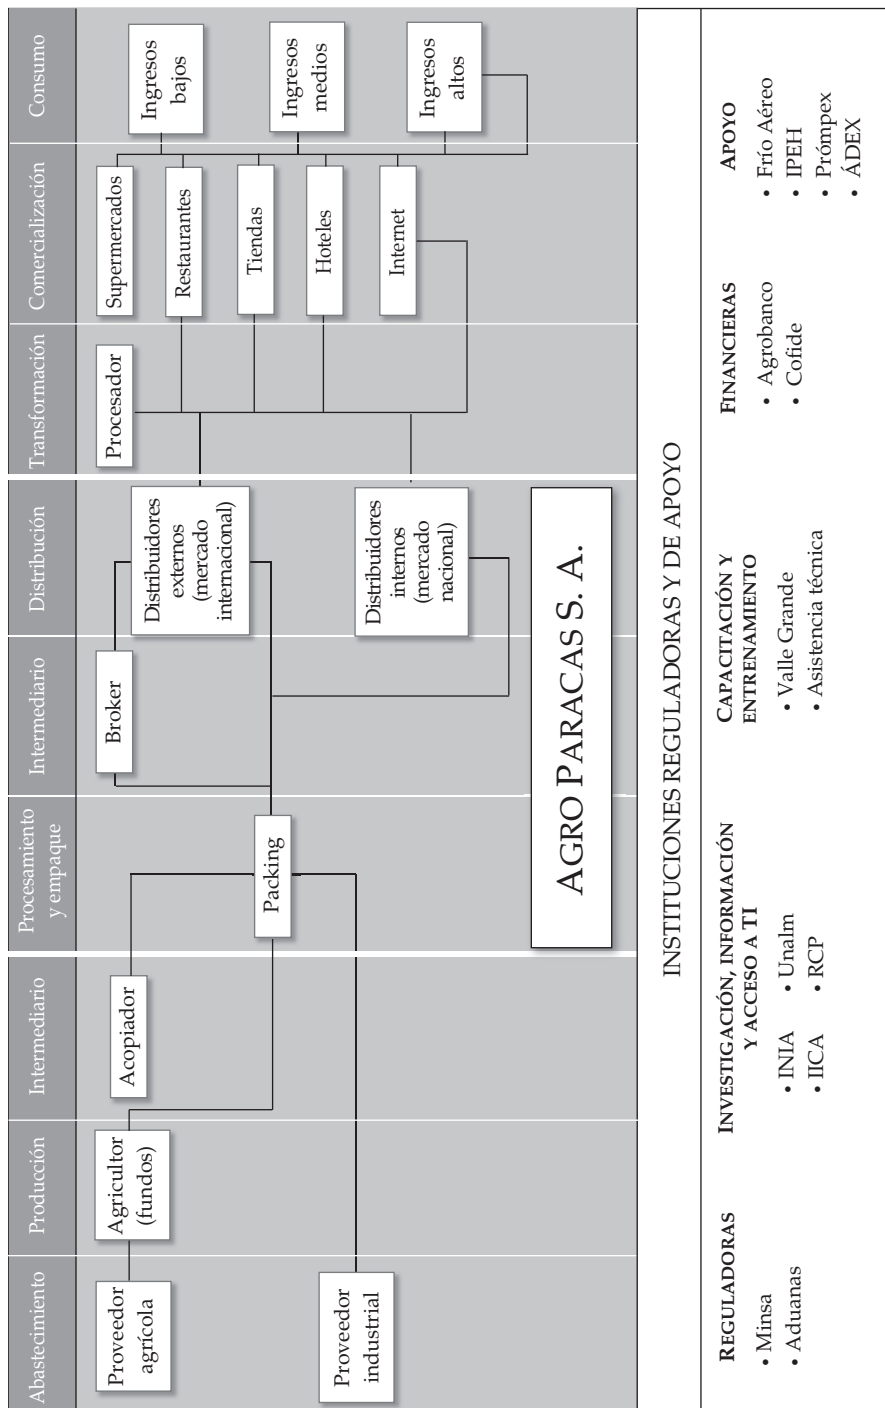 Abastecimiento
Producción
Intermediario
Procesamiento
y empaque
Intermediario
Distribución
Transformación
Comercialización
Consumo
Proveedor
agrícola
Proveedor
industrial
Agricultor
(fundos)
Acopiador
Packing
Broker
Distribuidores
externos
(mercado
internacional)
Distribuidores
internos
(mercado
nacional)
Procesador
Supermercados
Restaurantes
Tiendas
Hoteles
Internet
Ingresos
bajos
Ingresos
medios
Ingresos
altos
AGRO PARACAS S. A.
INSTITUCIONES REGULADORAS Y DE APOYO
REGULADORAS
• Minsa
• Aduanas
INVESTIGACIÓN, INFORMACIÓN
Y ACCESO A TI
• INIA • Unalm
• IICA • RCP
CAPACITACIÓN Y
ENTRENAMIENTO
• Valle Grande
• Asistencia técnica
FINANCIERAS
• Agrobanco
• Cofide
APOYO
• Frío Aéreo
• IPEH
• Prómpex
• ÁDEX